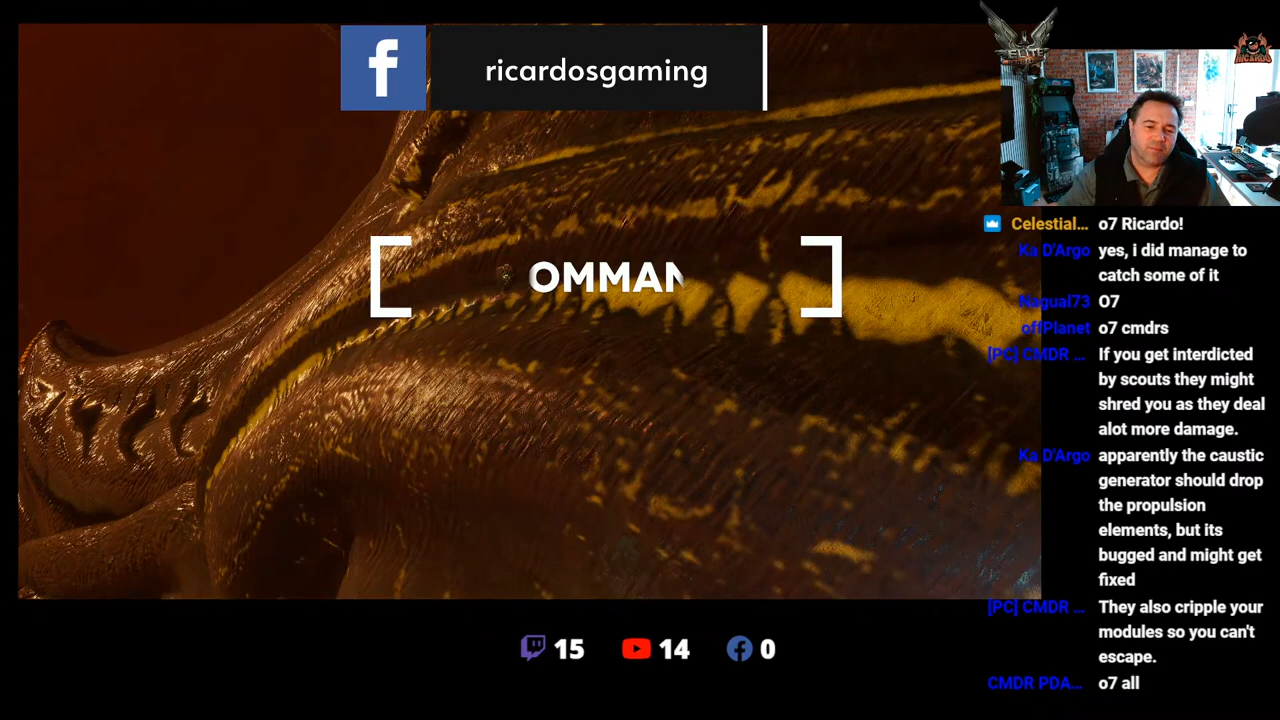 f ricardosgaming
OMMAN
ELITE
RICARDO
Celestial... o7 Ricardo!
Ka D'Argo yes, i did manage to
catch some of it
Nagual73 O7
offPlanet o7 cmdrs
[PC] CMDR ... If you get interdicted
by scouts they might
shred you as they deal
alot more damage.
Ka D'Argo apparently the caustic
generator should drop
the propulsion
elements, but its
bugged and might get
fixed
[PC] CMDR ... They also cripple your
modules so you can't
escape.
CMDR PDA... o7 all
15 14 0